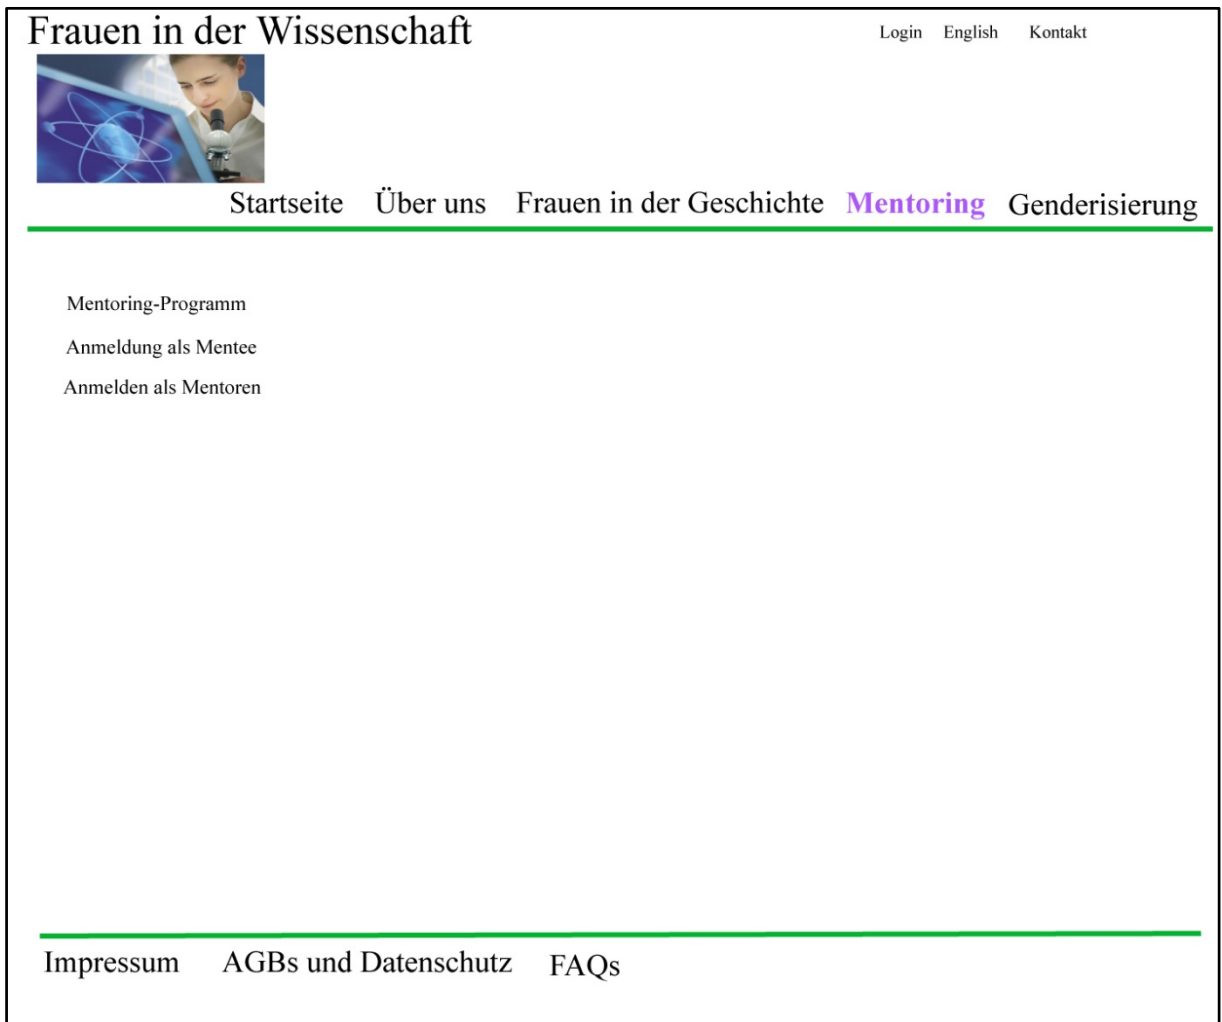 Frauen in der Wissenschaft
Login English Kontakt
Startseite Über uns Frauen in der Geschichte Mentoring Genderisierung
Mentoring-Programm
Anmeldung als Mentee
Anmelden als Mentoren
Impressum AGBs und Datenschutz FAQs